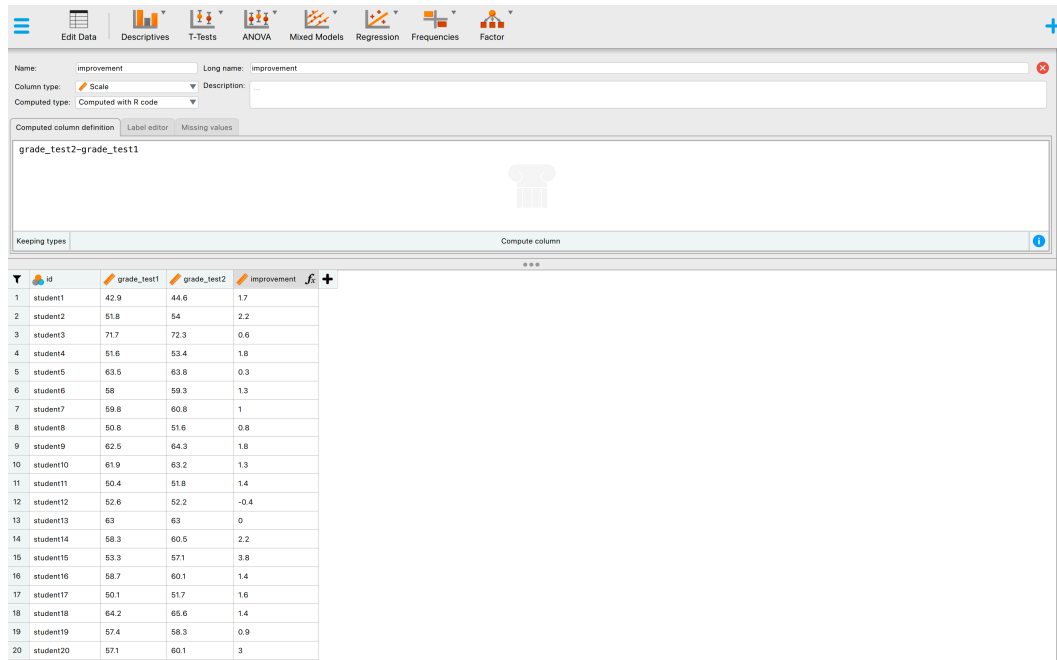 Edit Data Descriptives T-Tests ANOVA Mixed Models Regression Frequencies Factor
Name: improvement Long name: improvement
Column type: Scale Description: ...
Computed type: Computed with R code
Computed column definition Label editor Missing values
grade_test2-grade_test1
Keeping types Compute column i
id grade_test1 grade_test2 improvement fx
1 student1 42.9 44.6 1.7
2 student2 51.8 54 2.2
3 student3 71.7 72.3 0.6
4 student4 51.6 53.4 1.8
5 student5 63.5 63.8 0.3
6 student6 58 59.3 1.3
7 student7 59.8 60.8 1
8 student8 50.8 51.6 0.8
9 student9 62.5 64.3 1.8
10 student10 61.9 63.2 1.3
11 student11 50.4 51.8 1.4
12 student12 52.6 52.2 -0.4
13 student13 63 63 0
14 student14 58.3 60.5 2.2
15 student15 53.3 57.1 3.8
16 student16 58.7 60.1 1.4
17 student17 50.1 51.7 1.6
18 student18 64.2 65.6 1.4
19 student19 57.4 58.3 0.9
20 student20 57.1 60.1 3